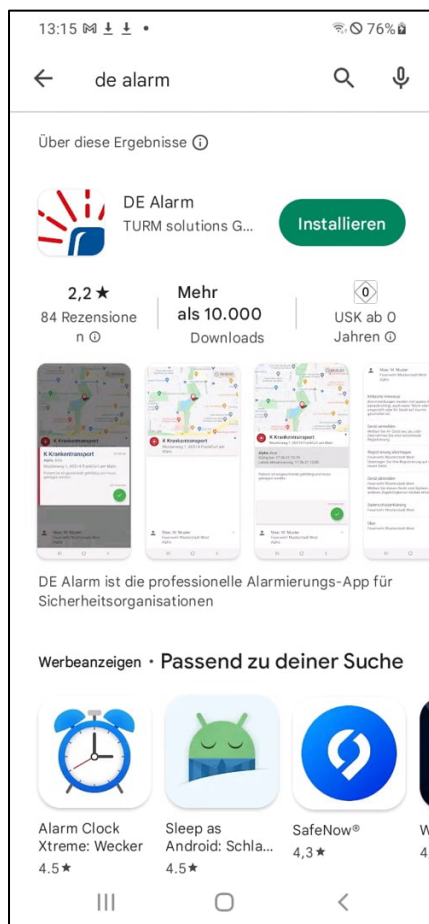 13:15
76%
de alarm
Über diese Ergebnisse
DE Alarm
TURM solutions G...
Installieren
2,2★
84 Rezensione
n
Mehr
als 10.000
Downloads
0
USK ab 0
Jahren
K Krankentransport
K Krankentransport
K Krankentransport
DE Alarm ist die professionelle Alarmierungs-App für
Sicherheitsorganisationen
Werbeanzeigen · Passend zu deiner Suche
Alarm Clock
Xtreme: Wecker
4.5★
Sleep as
Android: Schla...
4.5★
SafeNow®
4,3★
W
4